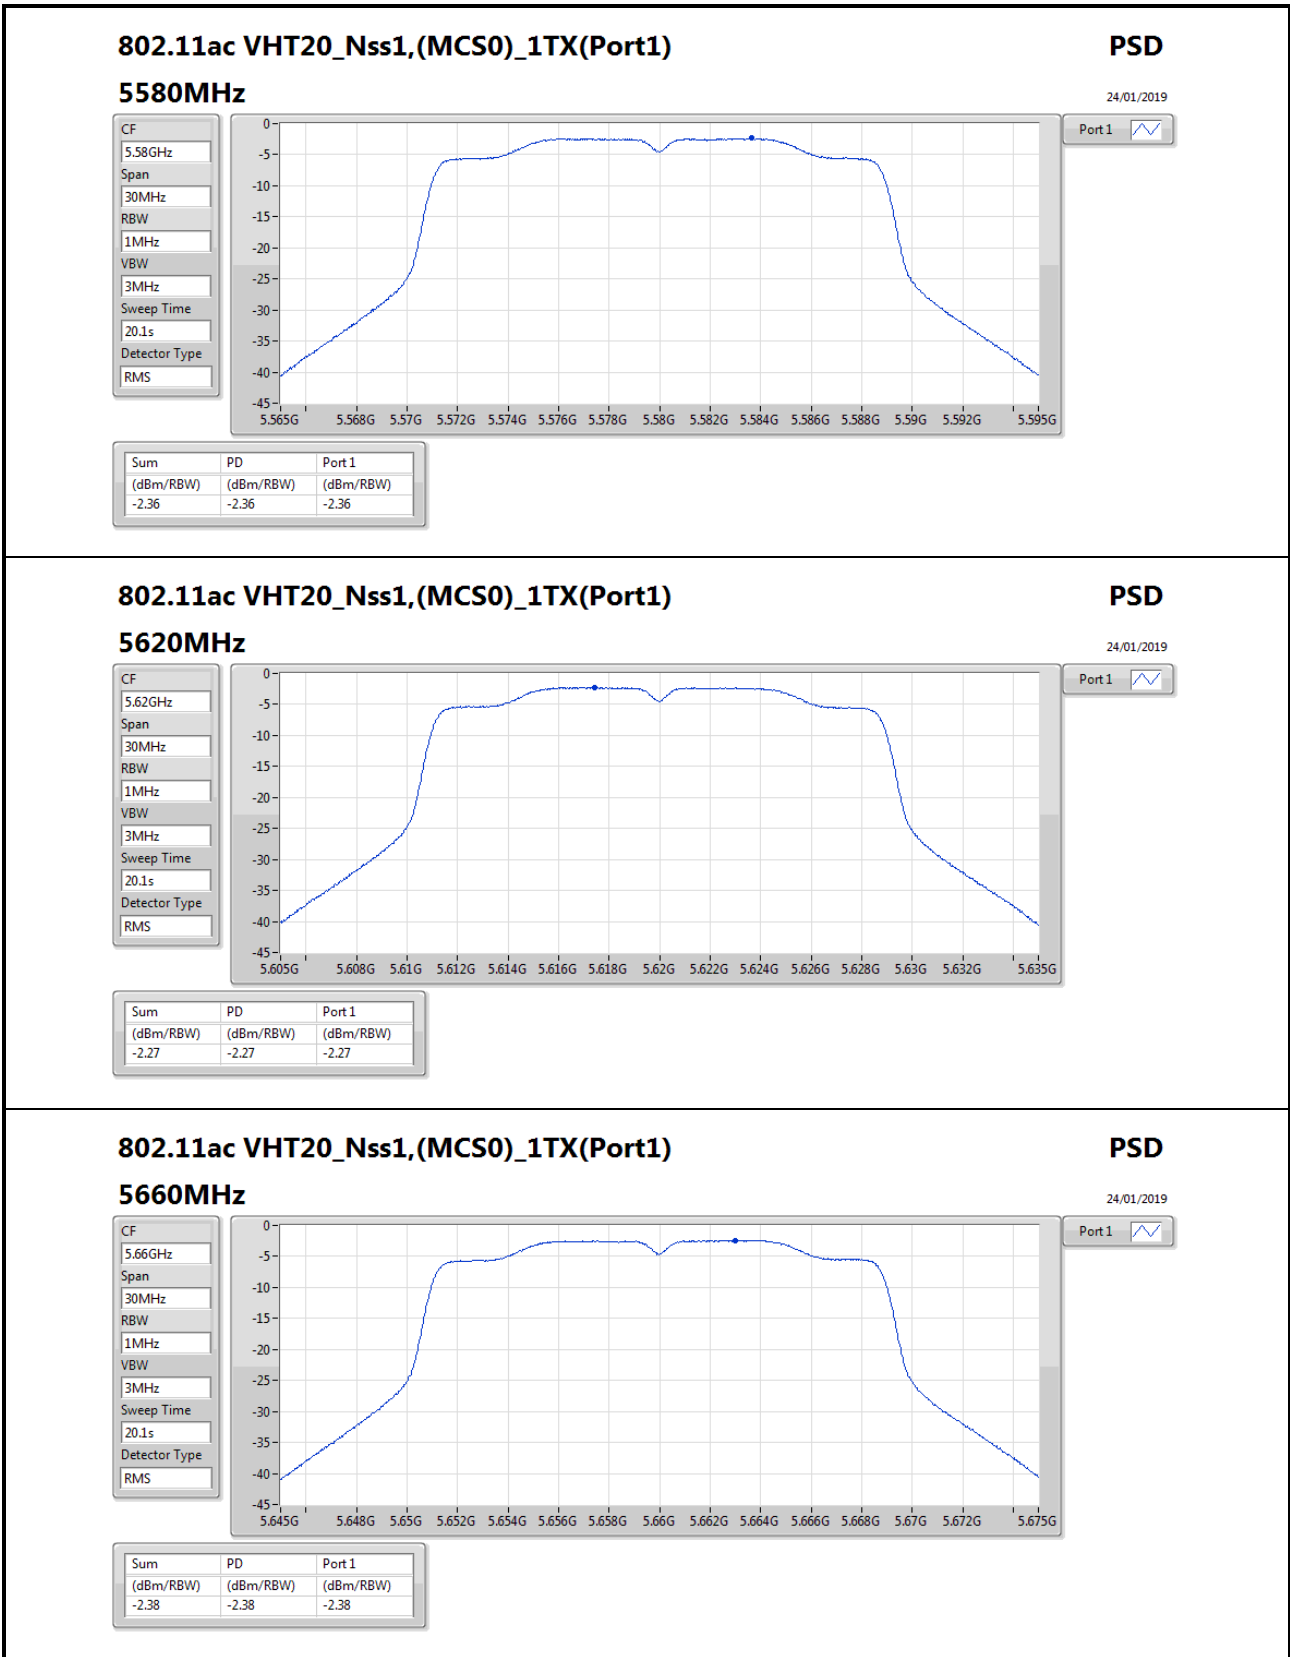 802.11ac VHT20_Nss1,(MCS0)_1TX(Port1) PSD
5580MHz 24/01/2019
CF
5.58GHz
Span
30MHz
RBW
1MHz
VBW
3MHz
Sweep Time
20.1s
Detector Type
RMS
0
-5
-10
-15
-20
-25
-30
-35
-40
-45
5.565G 5.568G 5.57G 5.572G 5.574G 5.576G 5.578G 5.58G 5.582G 5.584G 5.586G 5.588G 5.59G 5.592G 5.595G
Port 1
Sum PD Port 1
(dBm/RBW) (dBm/RBW) (dBm/RBW)
-2.36 -2.36 -2.36
802.11ac VHT20_Nss1,(MCS0)_1TX(Port1) PSD
5620MHz 24/01/2019
CF
5.62GHz
Span
30MHz
RBW
1MHz
VBW
3MHz
Sweep Time
20.1s
Detector Type
RMS
0
-5
-10
-15
-20
-25
-30
-35
-40
-45
5.605G 5.608G 5.61G 5.612G 5.614G 5.616G 5.618G 5.62G 5.622G 5.624G 5.626G 5.628G 5.63G 5.632G 5.635G
Port 1
Sum PD Port 1
(dBm/RBW) (dBm/RBW) (dBm/RBW)
-2.27 -2.27 -2.27
802.11ac VHT20_Nss1,(MCS0)_1TX(Port1) PSD
5660MHz 24/01/2019
CF
5.66GHz
Span
30MHz
RBW
1MHz
VBW
3MHz
Sweep Time
20.1s
Detector Type
RMS
0
-5
-10
-15
-20
-25
-30
-35
-40
-45
5.645G 5.648G 5.65G 5.652G 5.654G 5.656G 5.658G 5.66G 5.662G 5.664G 5.666G 5.668G 5.67G 5.672G 5.675G
Port 1
Sum PD Port 1
(dBm/RBW) (dBm/RBW) (dBm/RBW)
-2.38 -2.38 -2.38